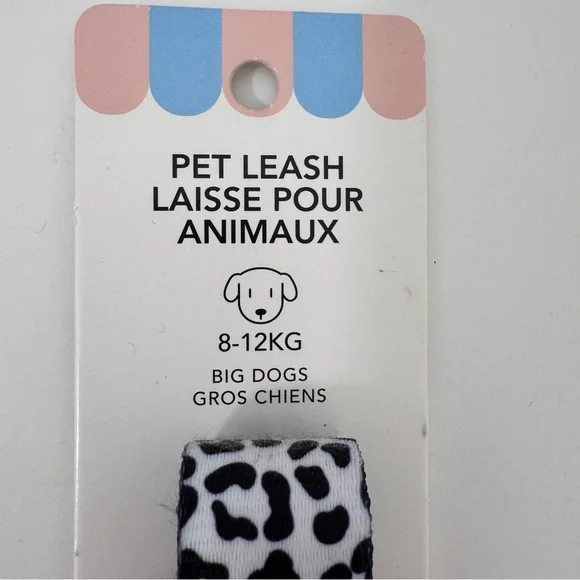 PET LEASH
LAISSE POUR
ANIMAUX
8-12KG
BIG DOGS
GROS CHIENS